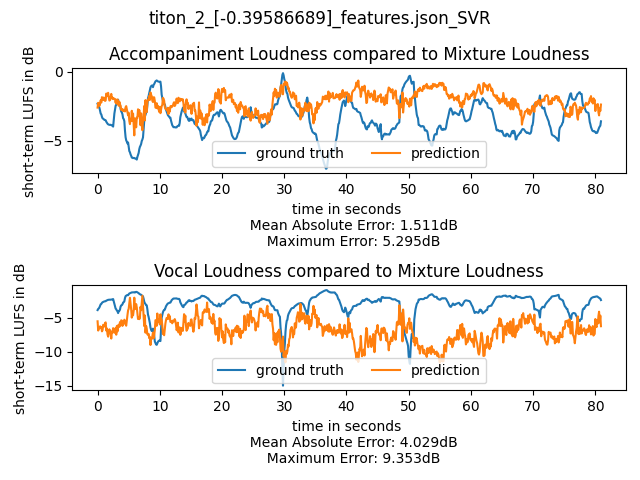 titon_2_[-0.39586689]_features.json_SVR
Accompaniment Loudness compared to Mixture Loudness
short-term LUFS in dB
0
−5
ground truth
prediction
0
10
20
30
40
50
60
70
80
time in seconds
Mean Absolute Error: 1.511dB
Maximum Error: 5.295dB
Vocal Loudness compared to Mixture Loudness
short-term LUFS in dB
−5
−10
−15
ground truth
prediction
0
10
20
30
40
50
60
70
80
time in seconds
Mean Absolute Error: 4.029dB
Maximum Error: 9.353dB